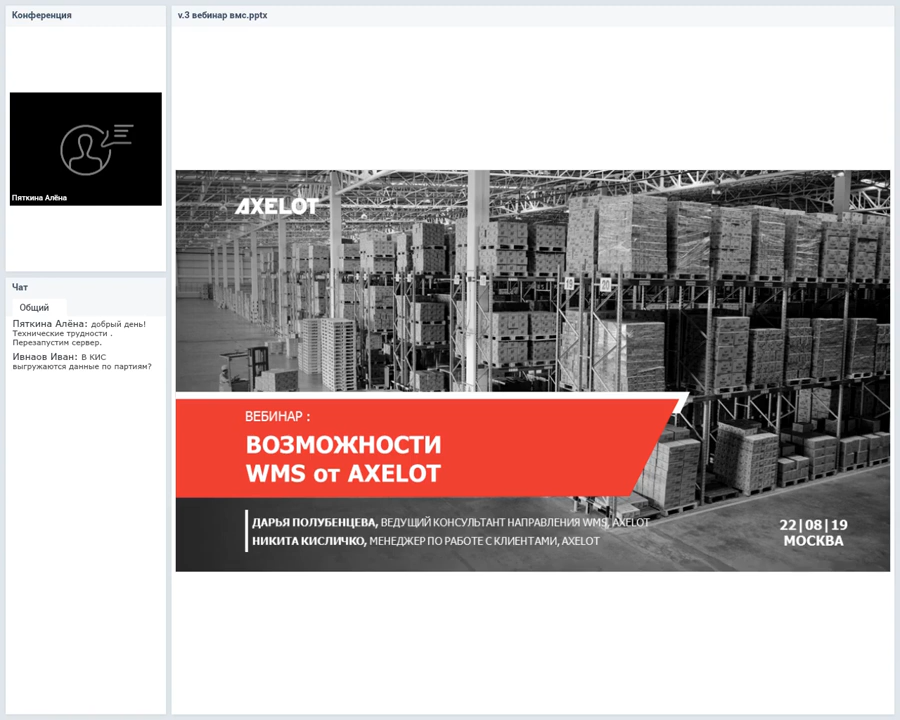 Конференция
Пяткина Алёна
Чат
Общий
Пяткина Алёна: добрый день!
Технические трудности .
Перезапустим сервер.
Ивнаов Иван: В КИС
выгружаются данные по партиям?
v.3 вебинар вмс.pptx
AXELOT
19
20
ВЕБИНАР :
ВОЗМОЖНОСТИ
WMS от AXELOT
ДАРЬЯ ПОЛУБЕНЦЕВА, ВЕДУЩИЙ КОНСУЛЬТАНТ НАПРАВЛЕНИЯ WMS, AXELOT
НИКИТА КИСЛИЧКО, МЕНЕДЖЕР ПО РАБОТЕ С КЛИЕНТАМИ, AXELOT
22|08|19
МОСКВА